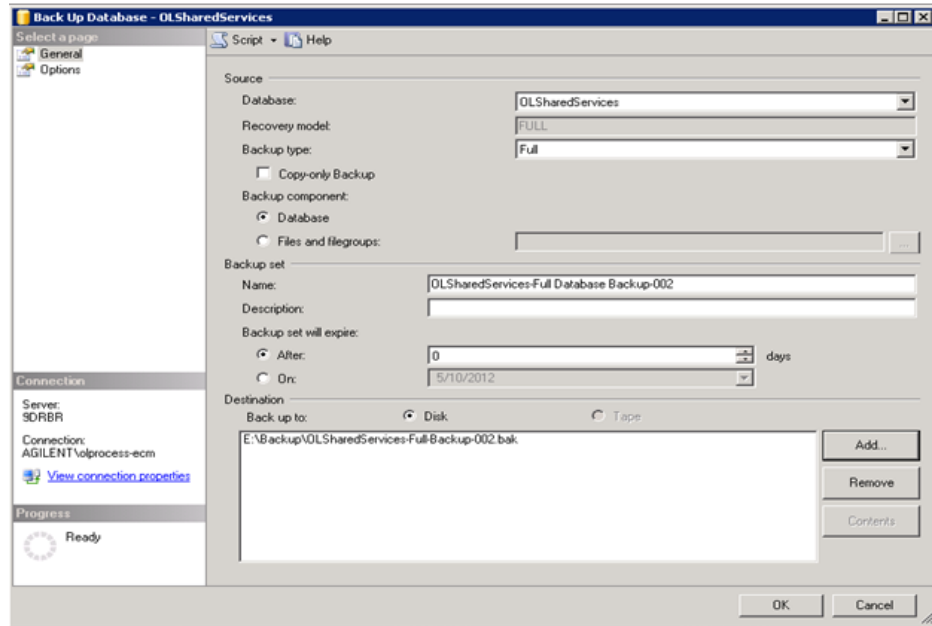 Back Up Database - OLSharedServices
Select a page
General
Options
Script
Help
Source
Database:
OLSharedServices
Recovery model:
FULL
Backup type:
Full
Copy-only Backup
Backup component:
Database
Files and filegroups:
...
Backup set
Name:
OLSharedServices-Full Database Backup-002
Description:
Backup set will expire:
After:
0
days
On:
5/10/2012
Destination
Back up to:
Disk
Tape
E:\Backup\OLSharedServices-Full-Backup-002.bak
Add...
Remove
Contents
Connection
Server:
9DRBR
Connection:
AGILENT\olprocess-ecm
View connection properties
Progress
Ready
OK
Cancel